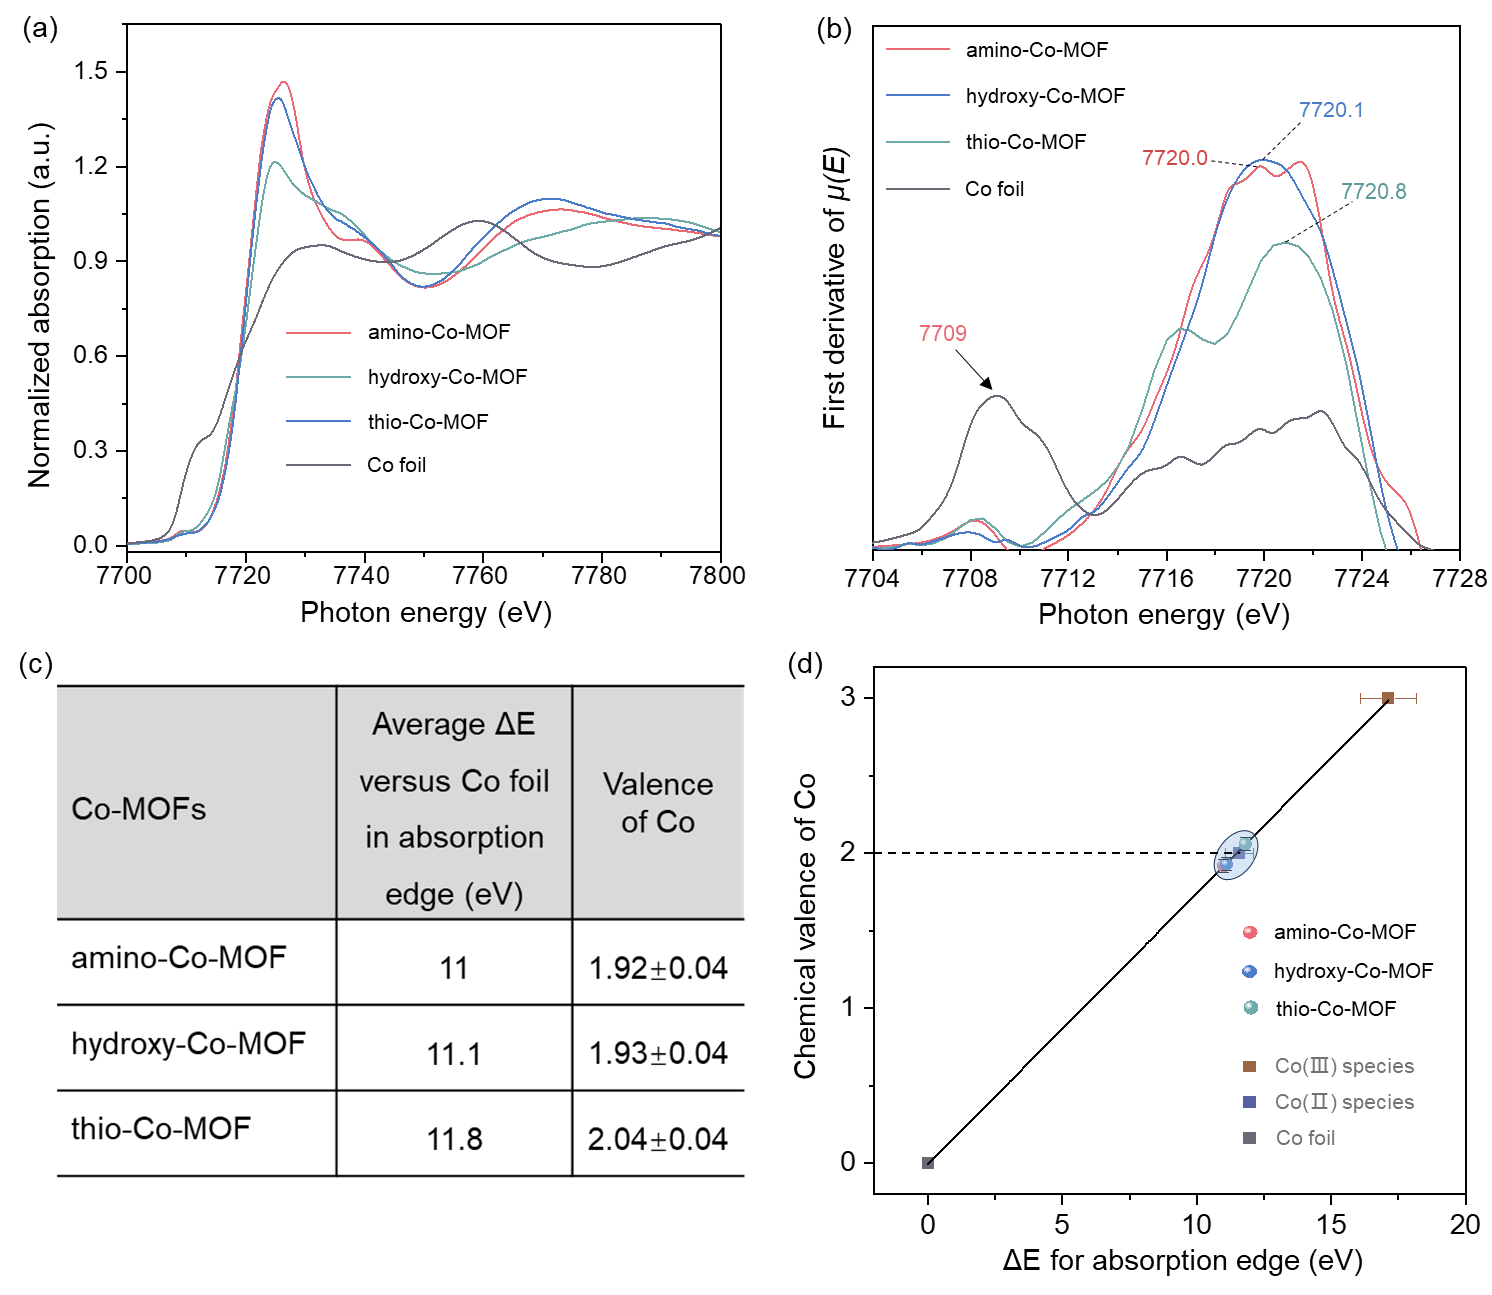 (a)
Normalized absorption (a.u.)
1.5
1.2
0.9
0.6
0.3
0.0
amino-Co-MOF
hydroxy-Co-MOF
thio-Co-MOF
Co foil
7700 7720 7740 7760 7780 7800
Photon energy (eV)
(b)
First derivative of μ(E)
amino-Co-MOF
hydroxy-Co-MOF
thio-Co-MOF
Co foil
7720.1
7720.0
7720.8
7709
7704 7708 7712 7716 7720 7724 7728
Photon energy (eV)
(c)
Co-MOFs
Average ΔE
versus Co foil
in absorption
edge (eV)
Valence
of Co
amino-Co-MOF 11 1.92±0.04
hydroxy-Co-MOF 11.1 1.93±0.04
thio-Co-MOF 11.8 2.04±0.04
(d)
Chemical valence of Co
3
2
1
0
amino-Co-MOF
hydroxy-Co-MOF
thio-Co-MOF
Co(Ⅲ) species
Co(Ⅱ) species
Co foil
0 5 10 15 20
ΔE for absorption edge (eV)